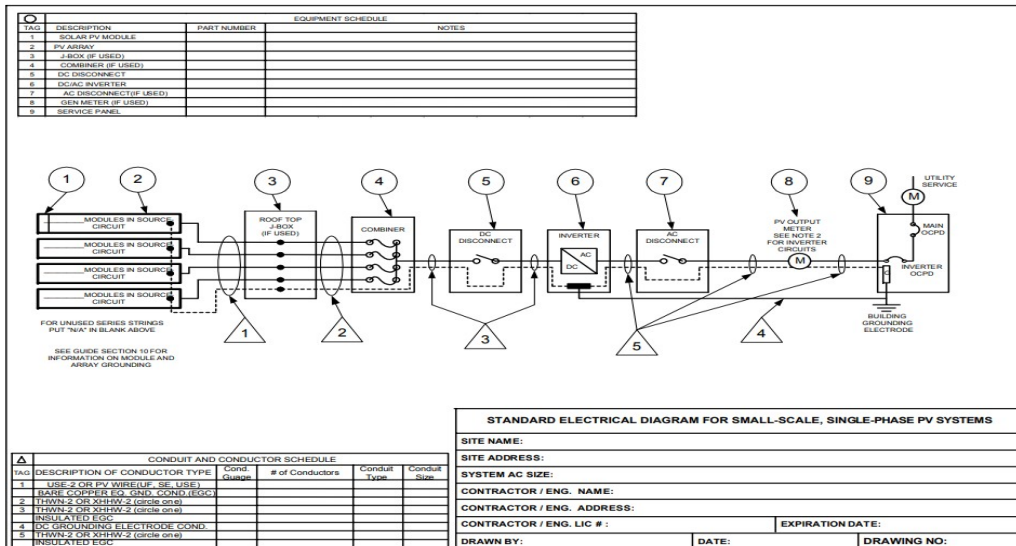 EQUIPMENT SCHEDULE
TAG DESCRIPTION PART NUMBER NOTES
1 SOLAR PV MODULE
2 PV ARRAY
3 J-BOX (IF USED)
4 COMBINER (IF USED)
5 DC DISCONNECT
6 DC/AC INVERTER
7 AC DISCONNECT(IF USED)
8 GEN METER (IF USED)
9 SERVICE PANEL
1 2 3 4 5 6 7 8 9
UTILITY
SERVICE
M
MODULES IN SOURCE
CIRCUIT
MODULES IN SOURCE
CIRCUIT
MODULES IN SOURCE
CIRCUIT
MODULES IN SOURCE
CIRCUIT
ROOF TOP
J-BOX
(IF USED)
COMBINER
DC
DISCONNECT
INVERTER
AC
DC
AC
DISCONNECT
PV OUTPUT
METER
SEE NOTE 2
FOR INVERTER
CIRCUITS
M
MAIN
OCPD
INVERTER
OCPD
G
BUILDING
GROUNDING
ELECTRODE
1 2 3 5 4
FOR UNUSED SERIES STRINGS
PUT "N/A" IN BLANK ABOVE
SEE GUIDE SECTION 10 FOR
INFORMATION ON MODULE AND
ARRAY GROUNDING
CONDUIT AND CONDUCTOR SCHEDULE
TAG DESCRIPTION OF CONDUCTOR TYPE Cond. Guage # of Conductors Conduit Type Conduit Size
1 USE-2 OR PV WIRE(UF, SE, USE)
BARE COPPER EQ. GND. COND.(EGC)
2 THWN-2 OR XHHW-2 (circle one)
3 THWN-2 OR XHHW-2 (circle one)
INSULATED EGC
4 DC GROUNDING ELECTRODE COND.
5 THWN-2 OR XHHW-2 (circle one)
INSULATED EGC
STANDARD ELECTRICAL DIAGRAM FOR SMALL-SCALE, SINGLE-PHASE PV SYSTEMS
SITE NAME:
SITE ADDRESS:
SYSTEM AC SIZE:
CONTRACTOR / ENG. NAME:
CONTRACTOR / ENG. ADDRESS:
CONTRACTOR / ENG. LIC # : EXPIRATION DATE:
DRAWN BY: DATE: DRAWING NO: